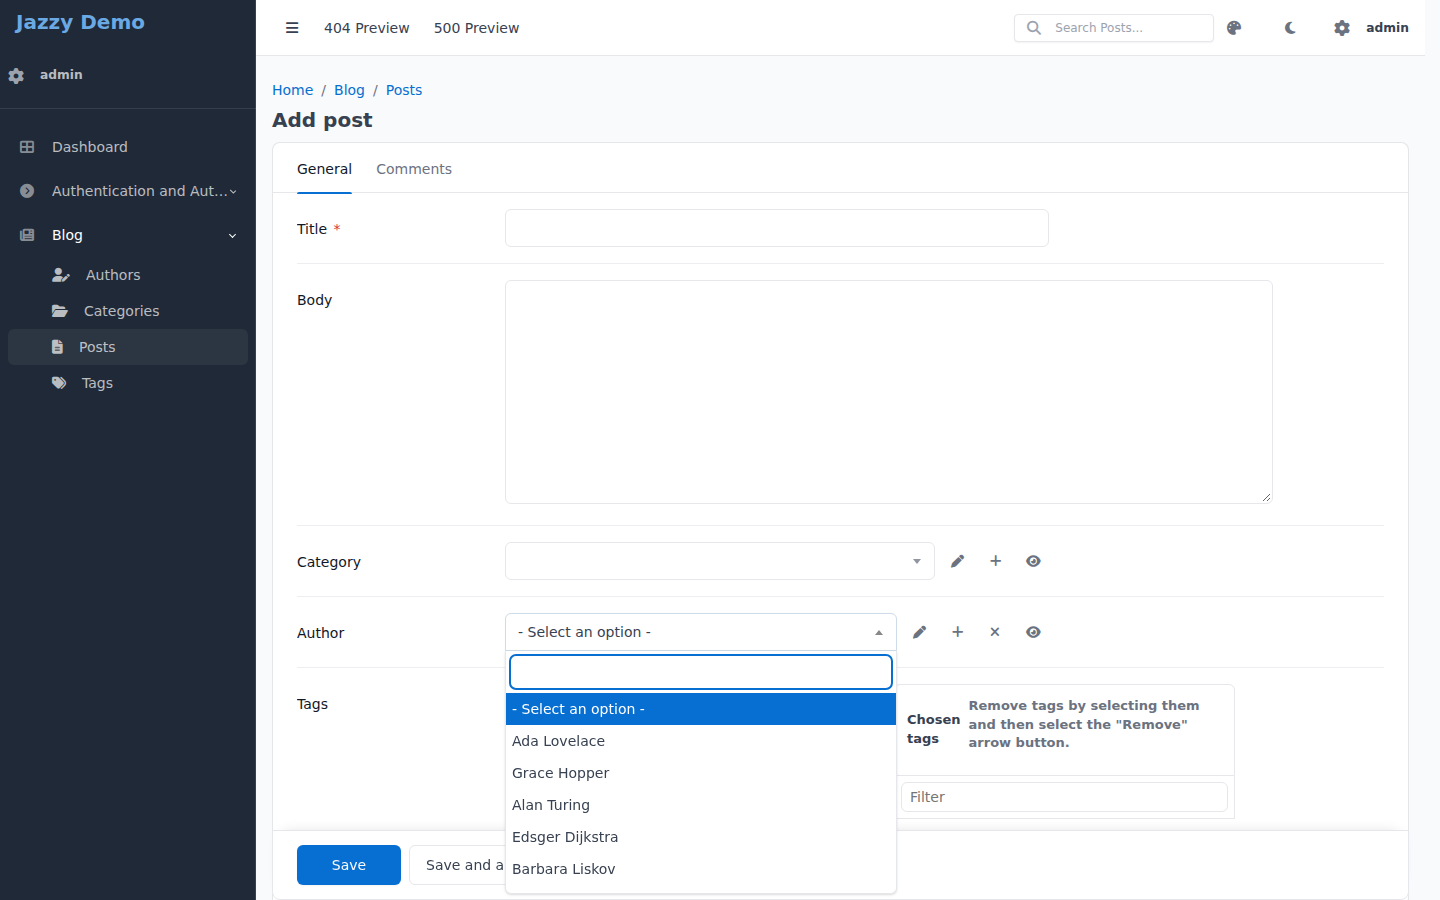 Jazzy Demo
404 Preview
500 Preview
Search Posts...
admin
admin
Home / Blog / Posts
Add post
Dashboard
Authentication and Aut...
Blog
Authors
Categories
Posts
Tags
General
Comments
Title *
Body
Category
Author
- Select an option -
- Select an option -
Ada Lovelace
Grace Hopper
Alan Turing
Edsger Dijkstra
Barbara Liskov
Tags
Chosen
tags
Remove tags by selecting them
and then select the "Remove"
arrow button.
Filter
Save
Save and a